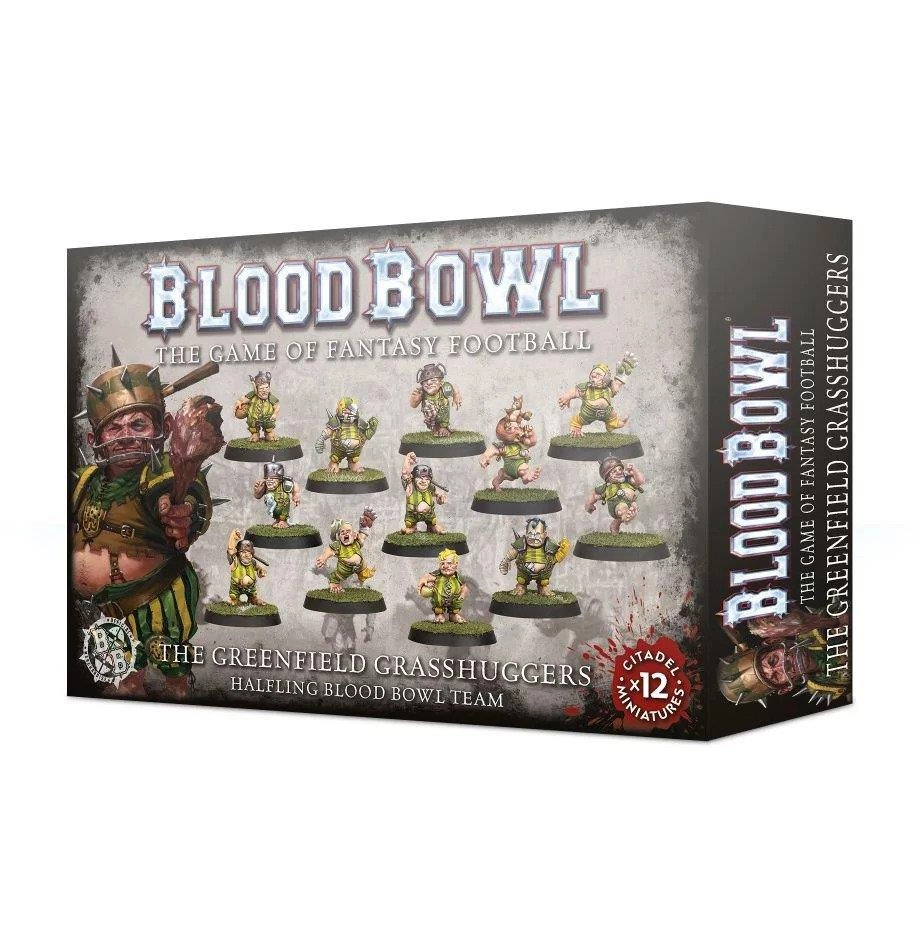 BLOOD BOWL
THE GAME OF FANTASY FOOTBALL
THE GREENFIELD GRASSHUGGERS
HALFLING BLOOD BOWL TEAM
CITADEL
x12
MINIATURES
BB
BLOOD BOWL
THE GAME OF FANTASY FOOTBALL
THE GREENFIELD GRASSHUGGERS